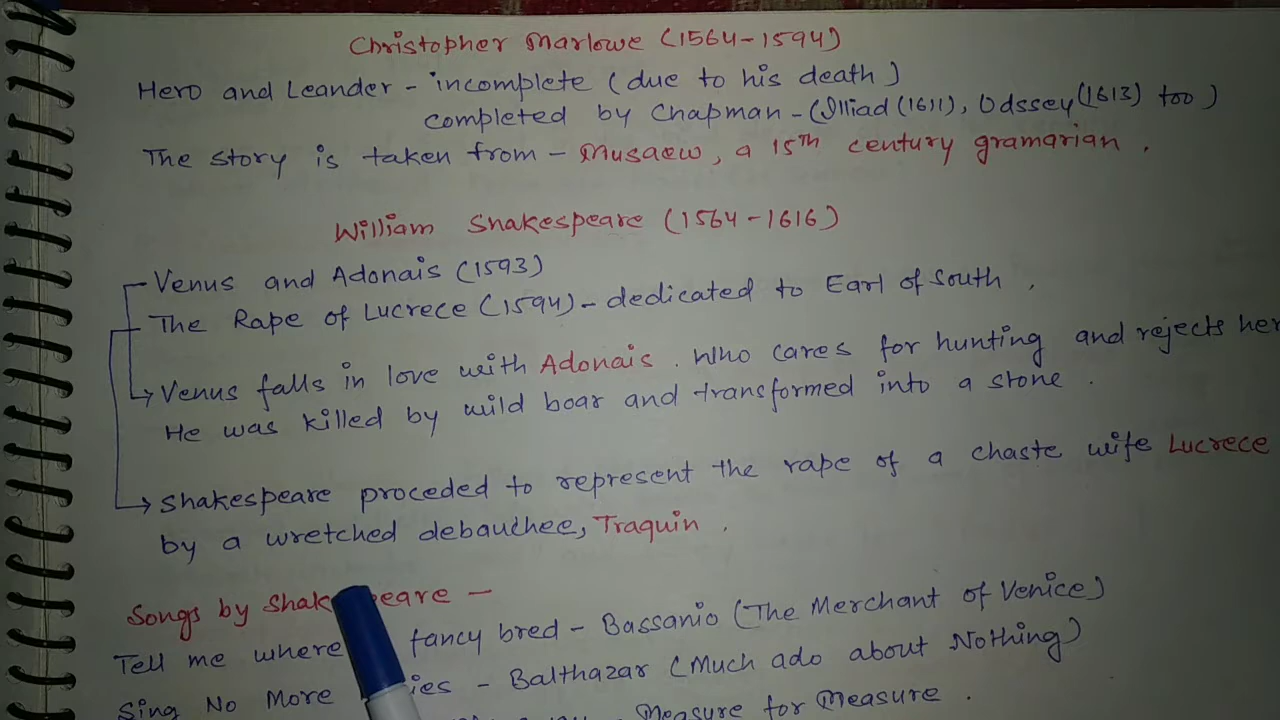 Christopher Marlowe (1564-1594)
Hero and Leander - incomplete (due to his death)
completed by Chapman - (Illiad (1611), Odssey (1613) too)
The story is taken from - Musaew, a 15th century gramarian.
William Shakespeare (1564-1616)
Venus and Adonais (1593)
The Rape of Lucrece (1594) - dedicated to Earl of South.
Venus falls in love with Adonais. Who cares for hunting and rejects her
He was killed by wild boar and transformed into a stone.
Shakespeare proceded to represent the rape of a chaste wife Lucrece
by a wretched debauchee, Traquin.
Songs by Shak peare -
Tell me where fancy bred - Bassanio (The Merchant of Venice)
Sing No More ies - Balthazar (Much ado about Nothing)
- Measure for Measure.